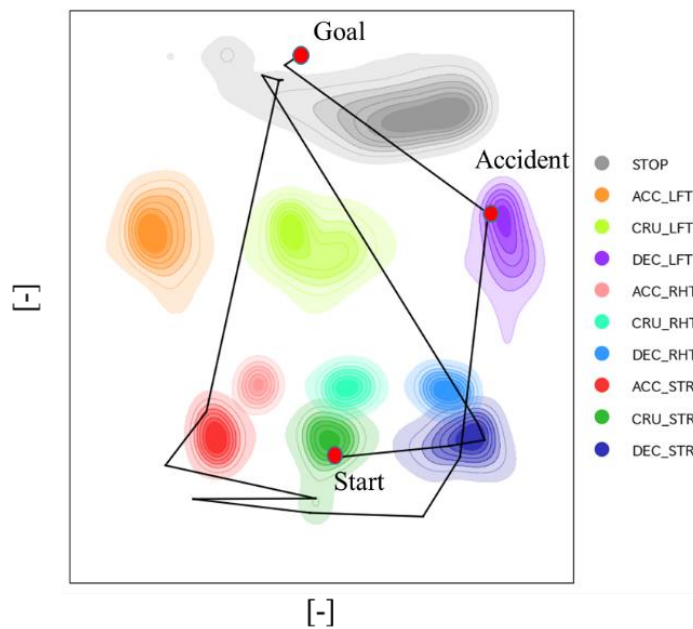 Goal
Accident
Start
STOP
ACC_LFT
CRU_LFT
DEC_LFT
ACC_RHT
CRU_RHT
DEC_RHT
ACC_STR
CRU_STR
DEC_STR
[-]
[-]